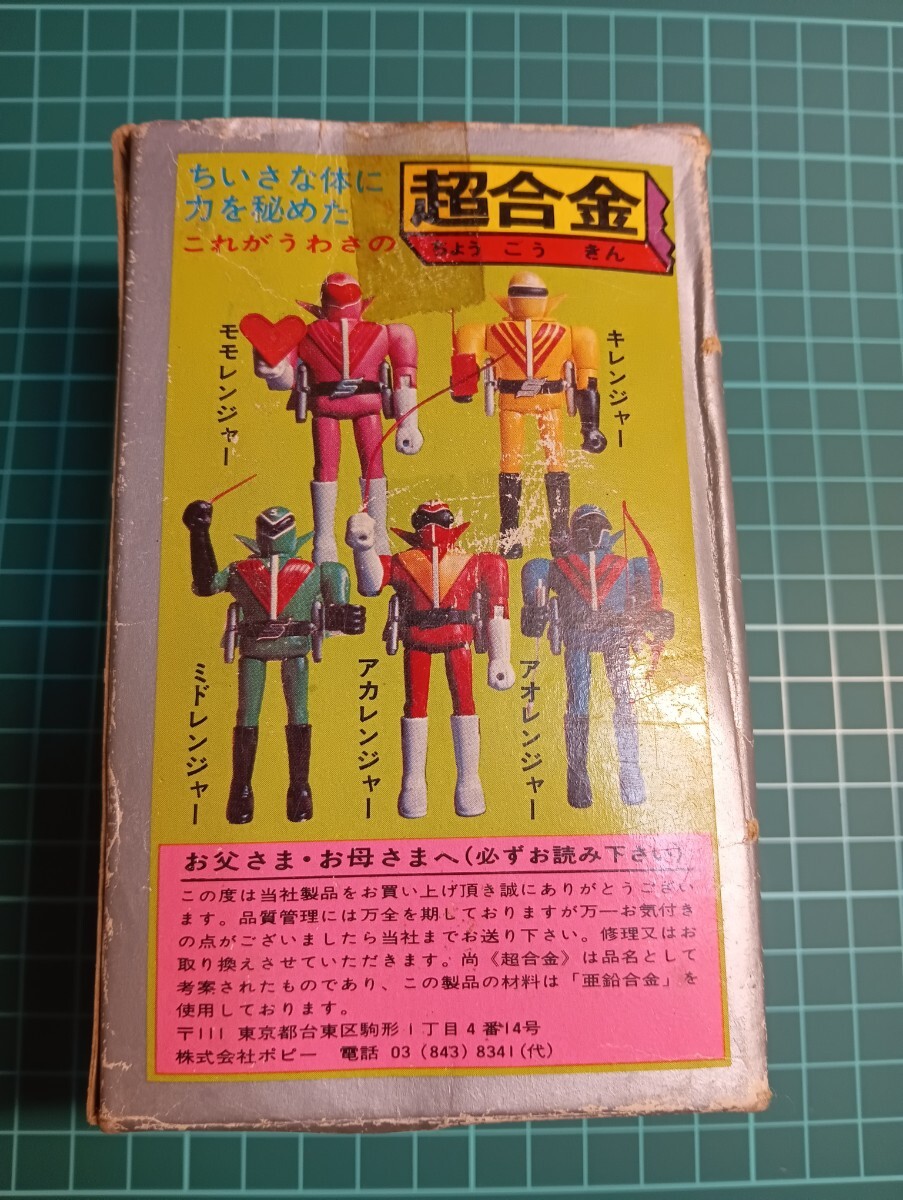 ちいさな体に
力を秘めた
これがうわさの
超合金
ちょう ごう きん
モモレンジャー
キレンジャー
ミドレンジャー
アカレンジャー
アオレンジャー
お父さま・お母さまへ(必ずお読み下さい)
この度は当社製品をお買い上げ頂き誠にありがとうござい
ます。品質管理には万全を期しておりますが万一お気付き
の点がございましたら当社までお送り下さい。修理又はお
取り換えさせていただきます。尚《超合金》は品名として
考案されたものであり、この製品の材料は「亜鉛合金」を
使用しております。
〒111 東京都台東区駒形1丁目4番14号
株式会社ポピー 電話 03(843)8341(代)